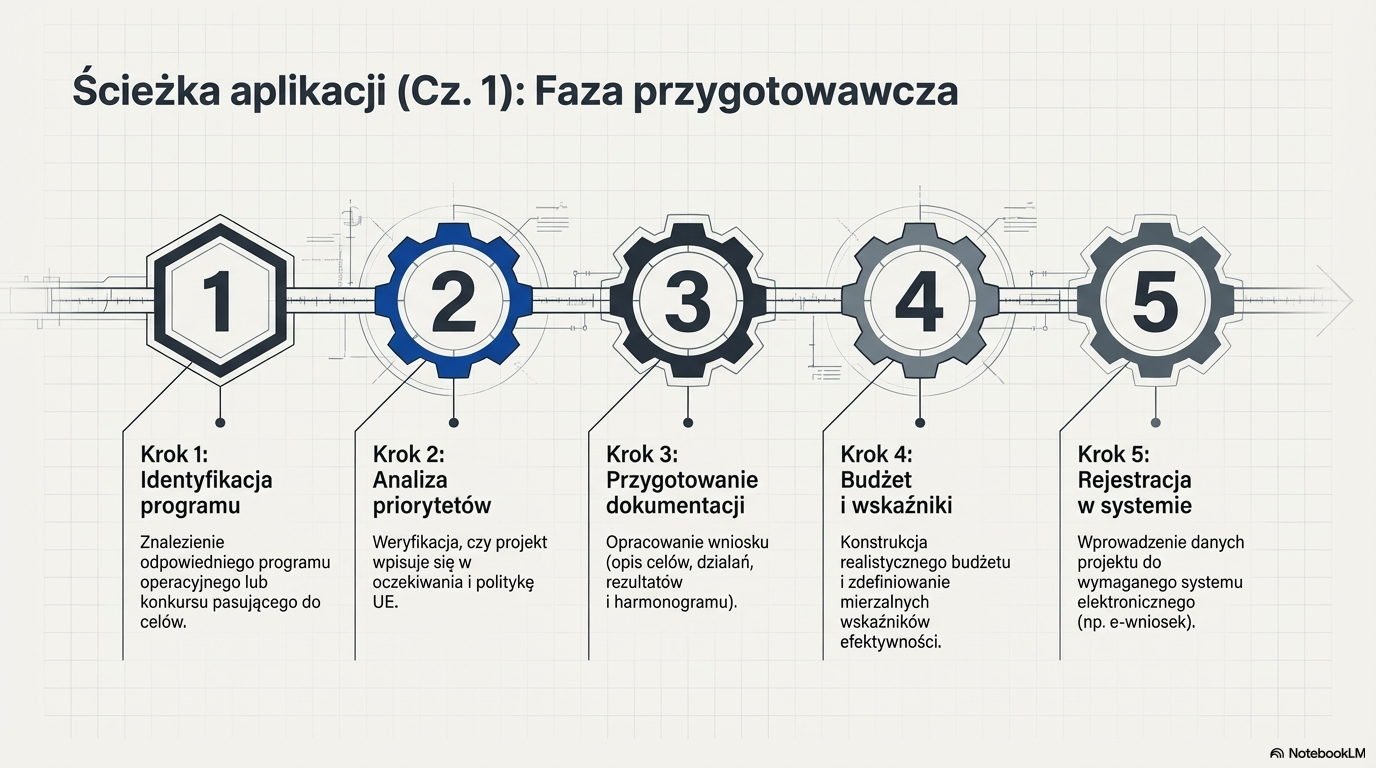 Ścieżka aplikacji (Cz. 1): Faza przygotowawcza
1
2
3
4
5
Krok 1:
Identyfikacja
programu
Znalezienie
odpowiedniego programu
operacyjnego lub
konkursu pasującego do
celów.
Krok 2:
Analiza
priorytetów
Weryfikacja, czy projekt
wpisuje się w
oczekiwania i politykę
UE.
Krok 3:
Przygotowanie
dokumentacji
Opracowanie wniosku
(opis celów, dzialań,
rezultatów
i harmonogramu).
Krok 4:
Budżet
i wskaźniki
Konstrukcja
realistycznego budżetu
i zdefiniowanie
mierzalnych
wskaźników
efektywności.
Krok 5:
Rejestracja
w systemie
Wprowadzenie danych
projektu do
wymaganego systemu
elektronicznego
(np. e-wniosek).
NotebookLM